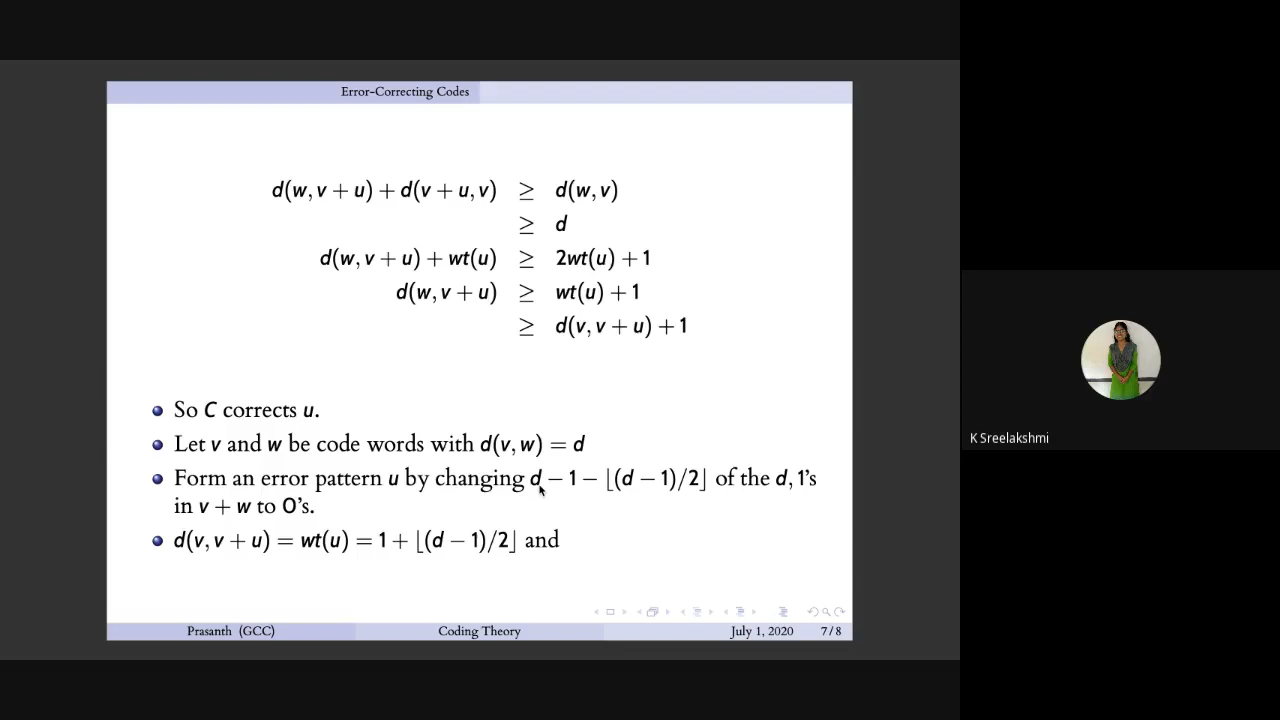 Error-Correcting Codes
d(w, v + u) + d(v + u, v) ≥ d(w, v)
≥ d
d(w, v + u) + wt(u) ≥ 2wt(u) + 1
d(w, v + u) ≥ wt(u) + 1
≥ d(v, v + u) + 1
So C corrects u.
Let v and w be code words with d(v, w) = d
Form an error pattern u by changing d − 1 − ⌊(d − 1)/2⌋ of the d, 1's
in v + w to O's.
d(v, v + u) = wt(u) = 1 + ⌊(d − 1)/2⌋ and
Prasanth (GCC) Coding Theory July 1, 2020 7 / 8
K Sreelakshmi